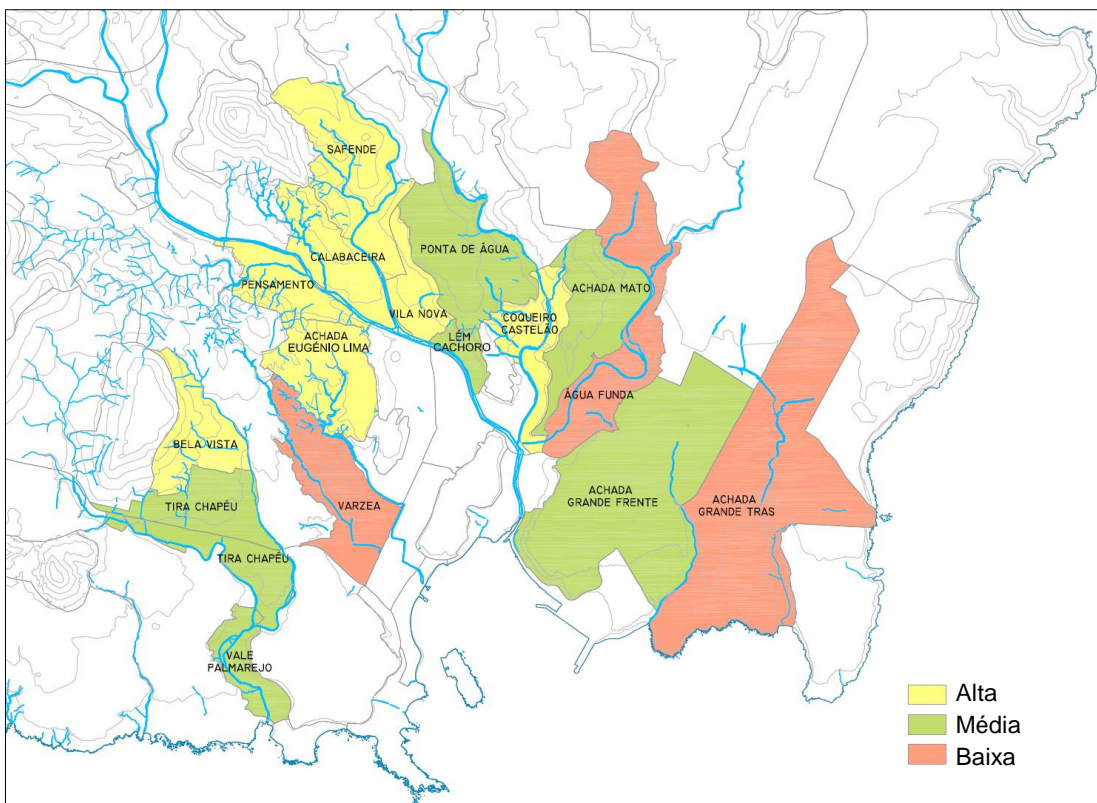 SAFENDE
PONTA DE ÁGUA
CALABACEIRA
PENSAMENTO
ACHADA MATO
VILA NOVA
COQUEIRO
CASTELÃO
ACHADA
EUGÉNIO LIMA
LÉM
CACHORO
ÁGUA FUNDA
BELA VISTA
TIRA CHAPÉU
VARZEA
ACHADA
GRANDE FRENTE
ACHADA
GRANDE TRAS
TIRA CHAPÉU
VALE
PALMAREJO
Alta
Média
Baixa